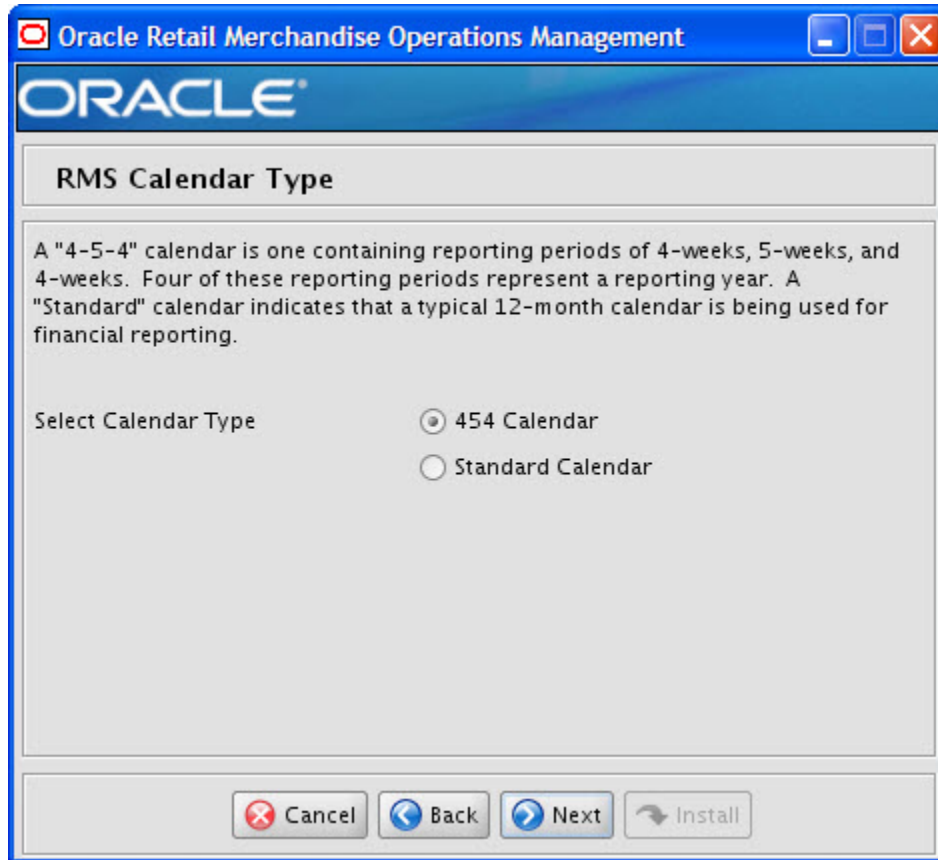 Oracle Retail Merchandise Operations Management
ORACLE®
RMS Calendar Type
A "4-5-4" calendar is one containing reporting periods of 4-weeks, 5-weeks, and
4-weeks. Four of these reporting periods represent a reporting year. A
"Standard" calendar indicates that a typical 12-month calendar is being used for
financial reporting.
Select Calendar Type
454 Calendar
Standard Calendar
Cancel
Back
Next
Install